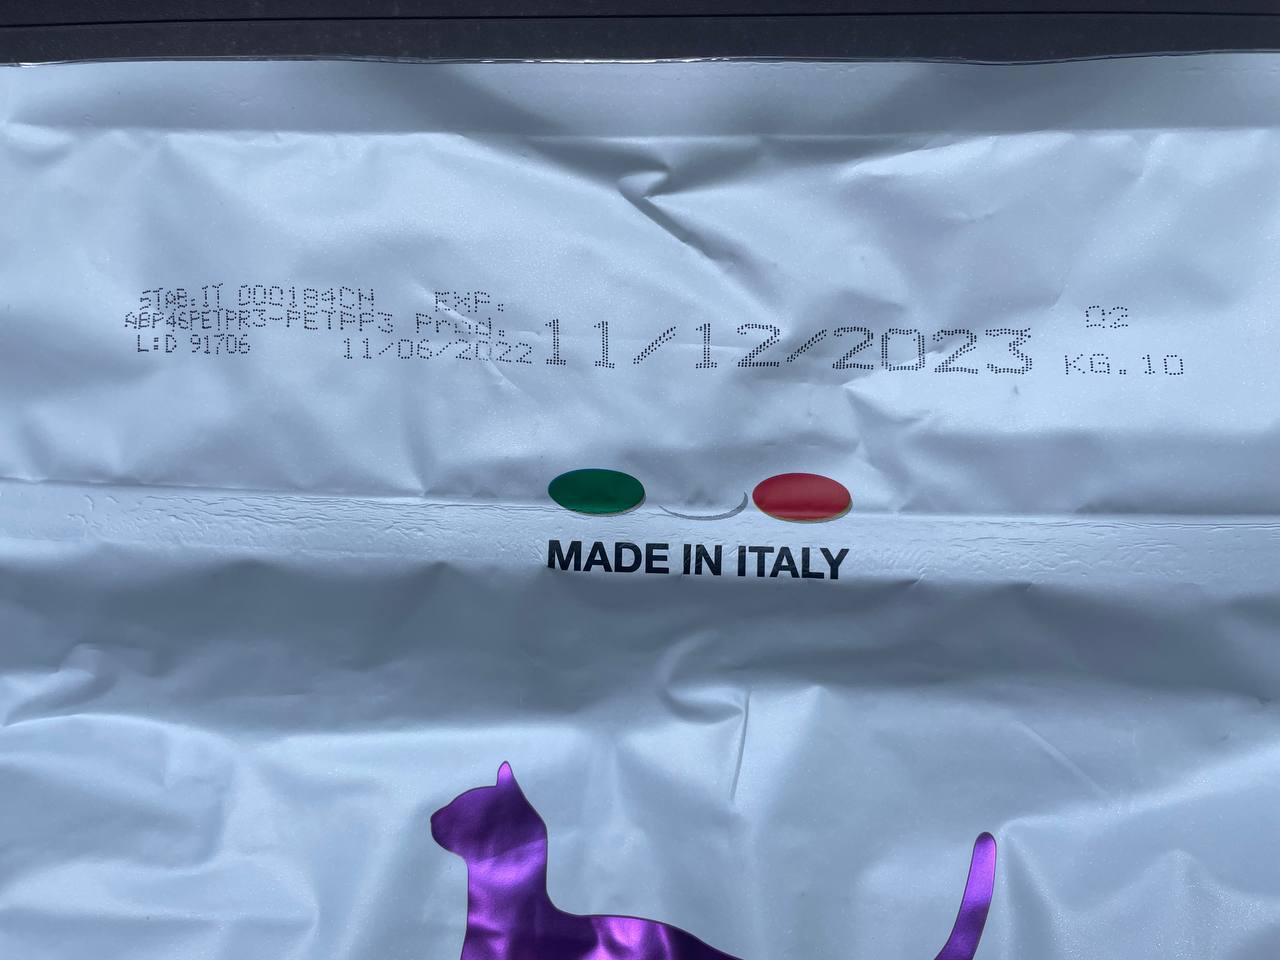 STAB.IT 000184CN EXP.
ABP4SPETPR3-PETPP3 Prod.
L:D 91706 11/06/2022 11/12/2023
02
KG.10
MADE IN ITALY